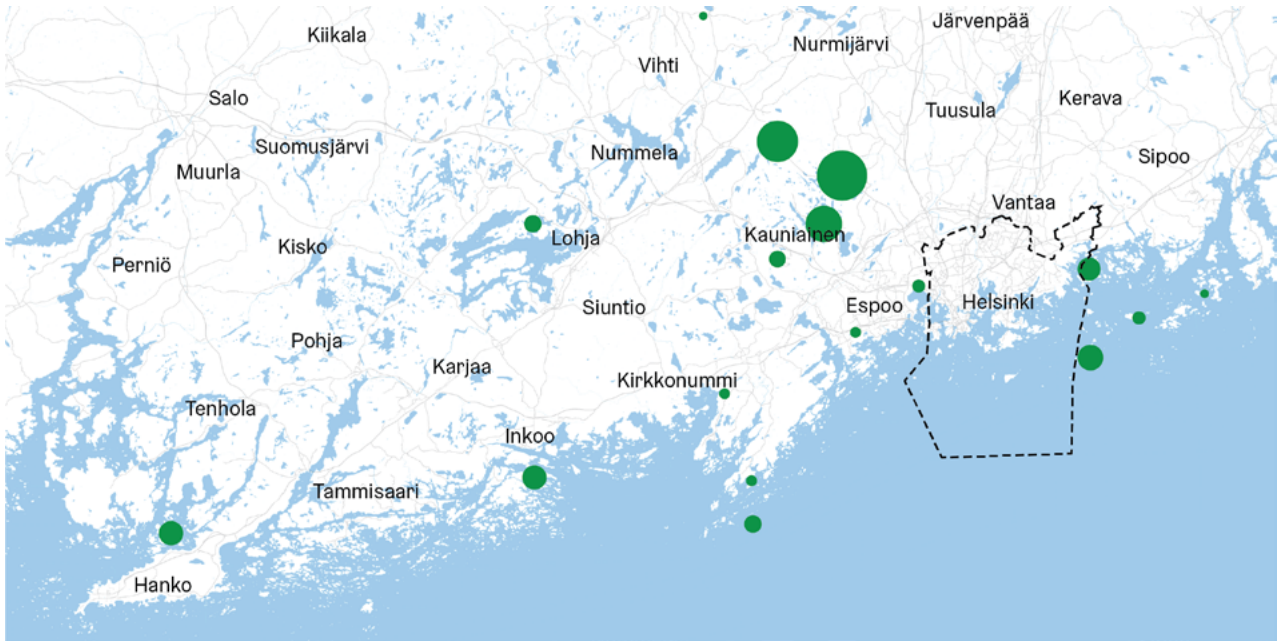 Järvenpää
Kiikala
Nurmijärvi
Vihti
Salo
Kerava
Tuusula
Suomusjärvi
Nummela
Sipoo
Muurla
Vantaa
Kauniainen
Lohja
Kisko
Perniö
Helsinki
Espoo
Siuntio
Pohja
Karjaa
Kirkkonummi
Tenhola
Inkoo
Tammisaari
Hanko